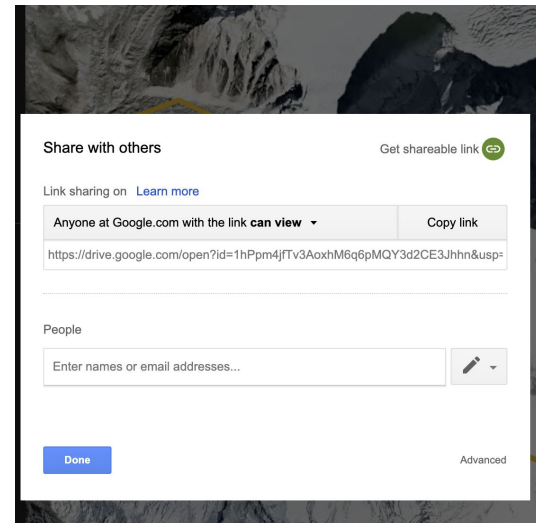 Share with others
Get shareable link
Link sharing on Learn more
Anyone at Google.com with the link can view
Copy link
https://drive.google.com/open?id=1hPpm4jfTv3AoxhM6q6pMQY3d2CE3Jhhn&usp=
People
Enter names or email addresses...
Done
Advanced